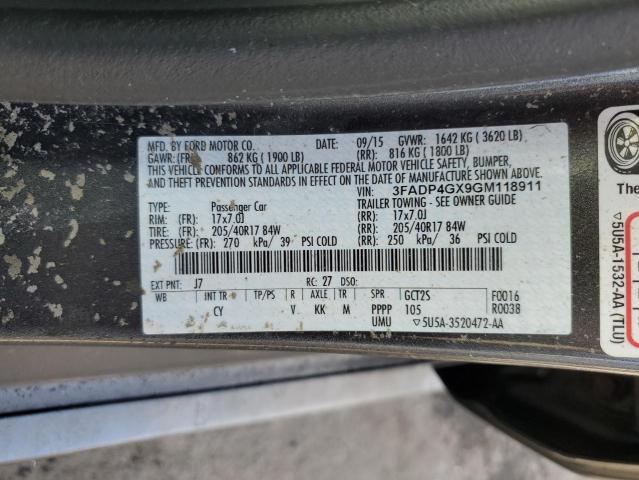 MFD. BY FORD MOTOR CO. DATE: 09/15 GVWR: 1642 KG ( 3620 LB)
GAWR: (FR): 862 KG ( 1900 LB) (RR): 816 KG ( 1800 LB)
THIS VEHICLE CONFORMS TO ALL APPLICABLE FEDERAL MOTOR VEHICLE SAFETY, BUMPER,
AND THEFT PREVENTION STANDARDS IN EFFECT ON THE DATE OF MANUFACTURE SHOWN ABOVE.
VIN: 3FADP4GX9GM118911
TYPE: Passenger Car TRAILER TOWING - SEE OWNER GUIDE
RIM: (FR): 17x7.0J (RR): 17x7.0J
TIRE: (FR): 205/40R17 84W (RR): 205/40R17 84W
PRESSURE: (FR): 270 kPa/ 39 PSI COLD (RR): 250 kPa/ 36 PSI COLD
EXT PNT: J7 RC: 27 DSO:
WB INT TR TP/PS R AXLE TR SPR GCT2S F0016
CY V KK M PPPP 105 R0038
UMU ▽5U5A-3520472-AA
The
▽5U5A-1532-AA (TLU)